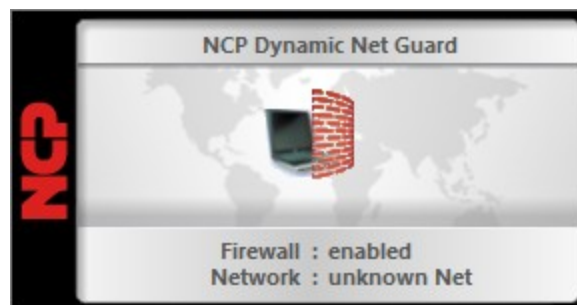 NCP Dynamic Net Guard
NCP
Firewall : enabled
Network : unknown Net